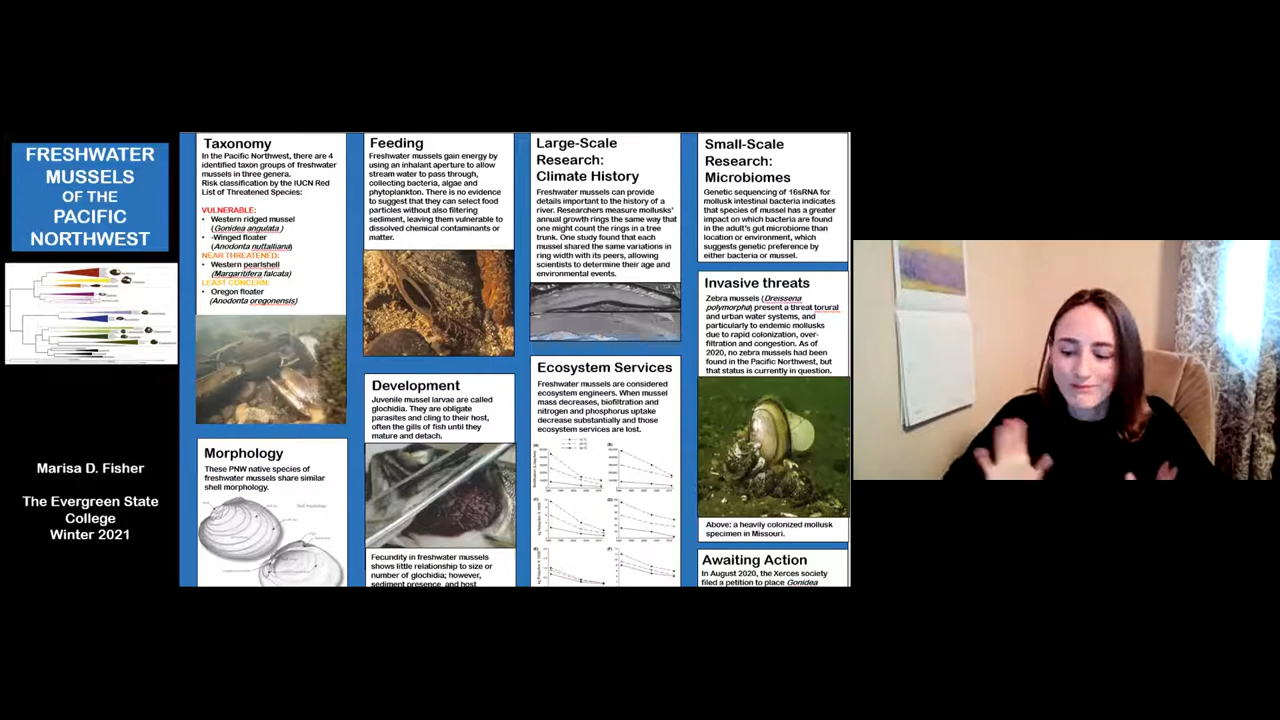 FRESHWATER
MUSSELS
OF THE
PACIFIC
NORTHWEST
Marisa D. Fisher
The Evergreen State
College
Winter 2021
Taxonomy
In the Pacific Northwest, there are 4
identified taxon groups of freshwater
mussels in three genera.
Risk classification by the IUCN Red
List of Threatened Species:
VULNERABLE:
• Western ridged mussel
(Gonidea angulata )
• -Winged floater
(Anodonta nuttalliana)
NEAR THREATENED:
• Western pearlshell
(Margaritifera falcata)
LEAST CONCERN:
• Oregon floater
(Anodonta oregonensis)
Morphology
These PNW native species of
freshwater mussels share similar
shell morphology.
Feeding
Freshwater mussels gain energy by
using an inhalant aperture to allow
stream water to pass through,
collecting bacteria, algae and
phytoplankton. There is no evidence
to suggest that they can select food
particles without also filtering
sediment, leaving them vulnerable to
dissolved chemical contaminants or
matter.
Development
Juvenile mussel larvae are called
glochidia. They are obligate
parasites and cling to their host,
often the gills of fish until they
mature and detach.
Fecundity in freshwater mussels
shows little relationship to size or
number of glochidia; however,
sediment presence, and host
Large-Scale
Research:
Climate History
Freshwater mussels can provide
details important to the history of a
river. Researchers measure mollusks'
annual growth rings the same way that
one might count the rings in a tree
trunk. One study found that each
mussel shared the same variations in
ring width with its peers, allowing
scientists to determine their age and
environmental events.
Ecosystem Services
Freshwater mussels are considered
ecosystem engineers. When mussel
mass decreases, biofiltration and
nitrogen and phosphorus uptake
decrease substantially and those
ecosystem services are lost.
Small-Scale
Research:
Microbiomes
Genetic sequencing of 16sRNA for
mollusk intestinal bacteria indicates
that species of mussel has a greater
impact on which bacteria are found
in the adult's gut microbiome than
location or environment, which
suggests genetic preference by
either bacteria or mussel.
Invasive threats
Zebra mussels (Dreissena
polymorpha) present a threat torural
and urban water systems, and
particularly to endemic mollusks
due to rapid colonization, over-
filtration and congestion. As of
2020, no zebra mussels had been
found in the Pacific Northwest, but
that status is currently in question.
Above: a heavily colonized mollusk
specimen in Missouri.
Awaiting Action
In August 2020, the Xerces society
filed a petition to place Gonidea